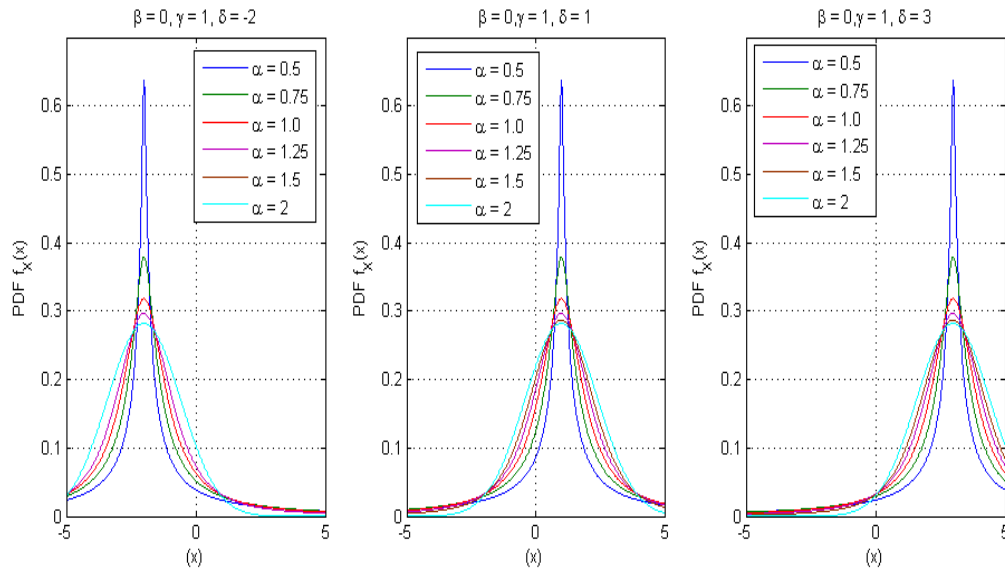 β = 0, γ = 1, δ = -2
α = 0.5
α = 0.75
α = 1.0
α = 1.25
α = 1.5
α = 2
PDF f_X(x)
0.6
0.5
0.4
0.3
0.2
0.1
0
-5
0
5
(x)
β = 0,γ = 1, δ = 1
α = 0.5
α = 0.75
α = 1.0
α = 1.25
α = 1.5
α = 2
PDF f_X(x)
0.6
0.5
0.4
0.3
0.2
0.1
0
-5
0
5
(x)
β = 0,γ = 1, δ = 3
α = 0.5
α = 0.75
α = 1.0
α = 1.25
α = 1.5
α = 2
PDF f_X(x)
0.6
0.5
0.4
0.3
0.2
0.1
0
-5
0
5
(x)